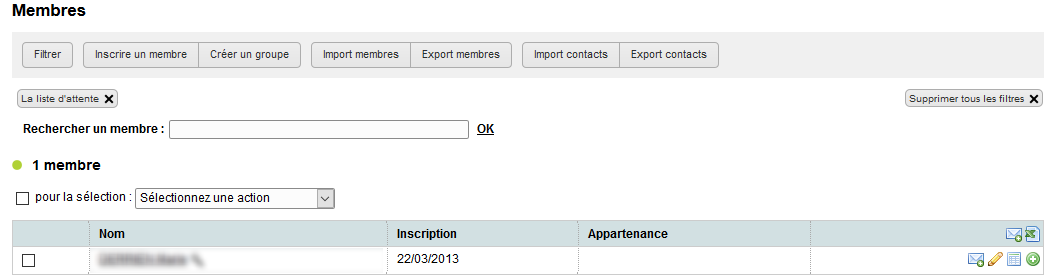 Membres
Filtrer Inscrire un membre Créer un groupe Import membres Export membres Import contacts Export contacts
La liste d'attente Supprimer tous les filtres
Rechercher un membre : OK
1 membre
pour la sélection : Sélectionnez une action
Nom Inscription Appartenance
22/03/2013